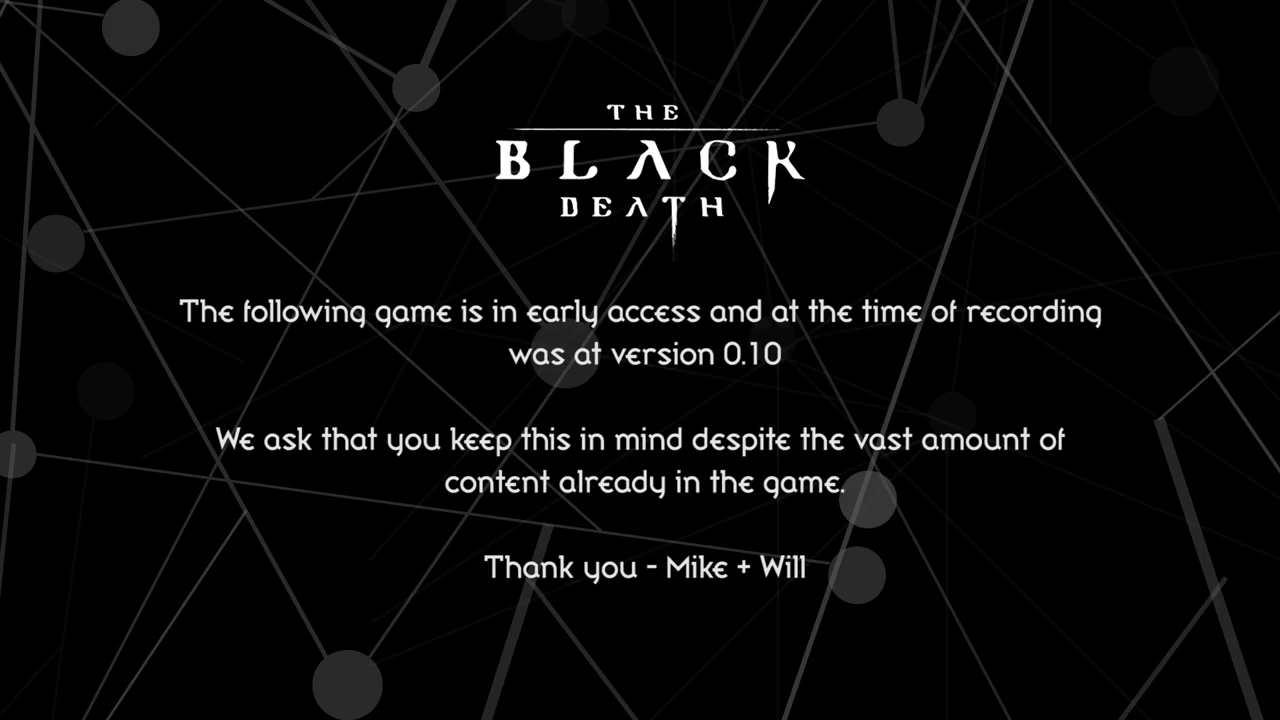 THE
BLACK
DEATH
The following game is in early access and at the time of recording
was at version 0.10
We ask that you keep this in mind despite the vast amount of
content already in the game.
Thank you - Mike + Will